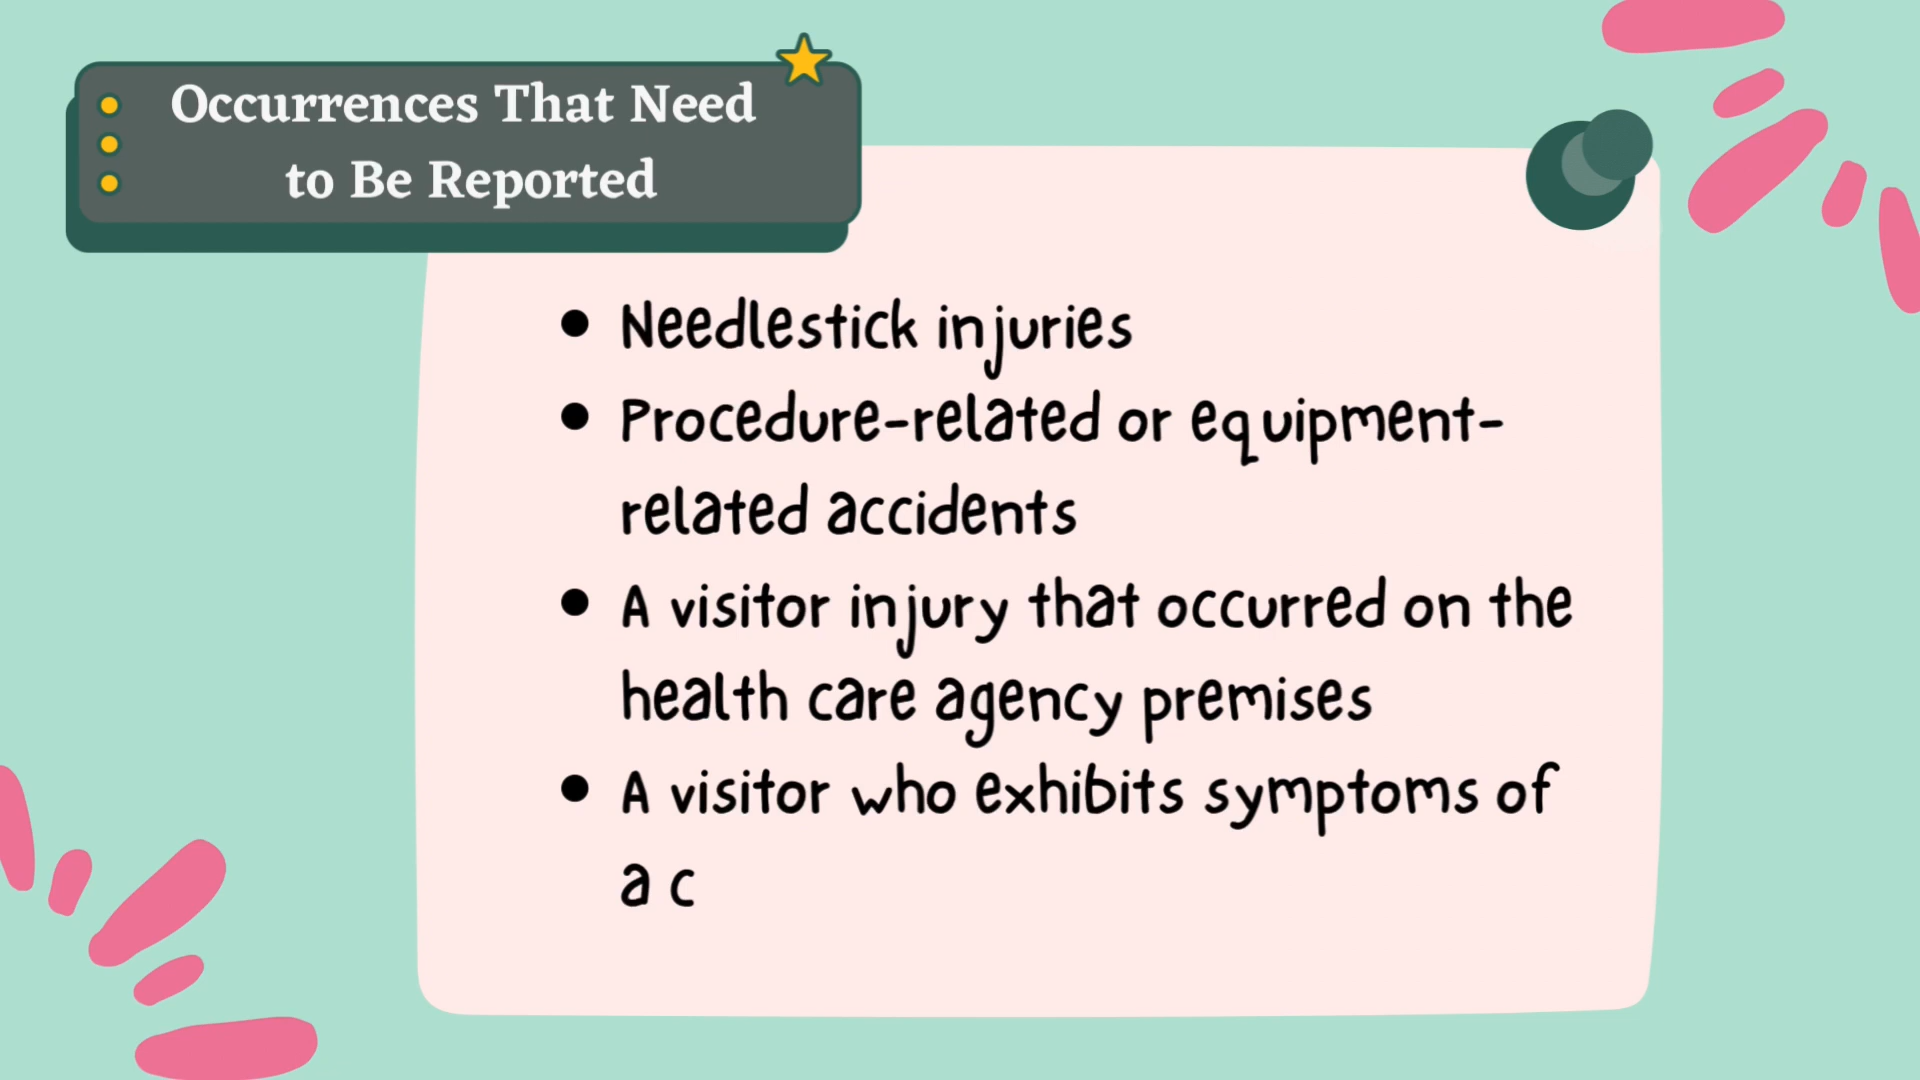 Occurrences That Need
to Be Reported
• Needlestick injuries
• Procedure-related or equipment-
related accidents
• A visitor injury that occurred on the
health care agency premises
• A visitor who exhibits symptoms of
a c